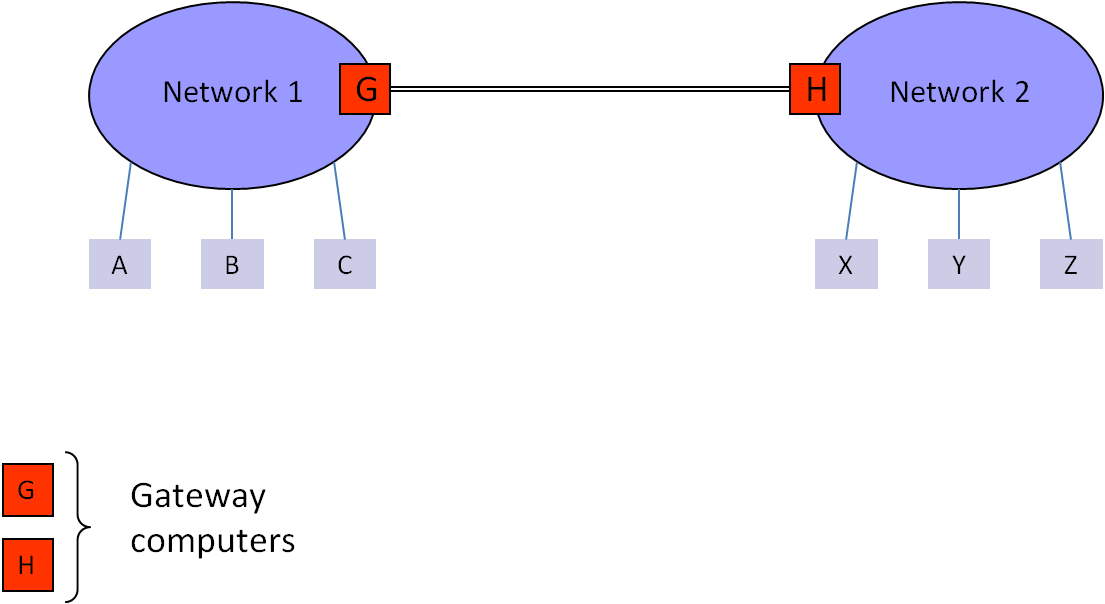 Network 1
G
H
Network 2
A
B
C
X
Y
Z
G
H
Gateway
computers